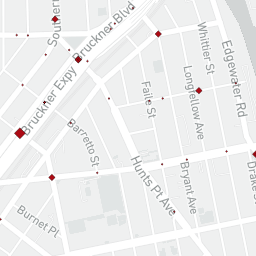 Southern
Bruckner Blvd
Bruckner Expy
Whittier St
Edgewater Rd
Faile St
Longfellow Ave
Barretto St
Hunts Pt Ave
Bryant Ave
Drake St
Burnet Pl